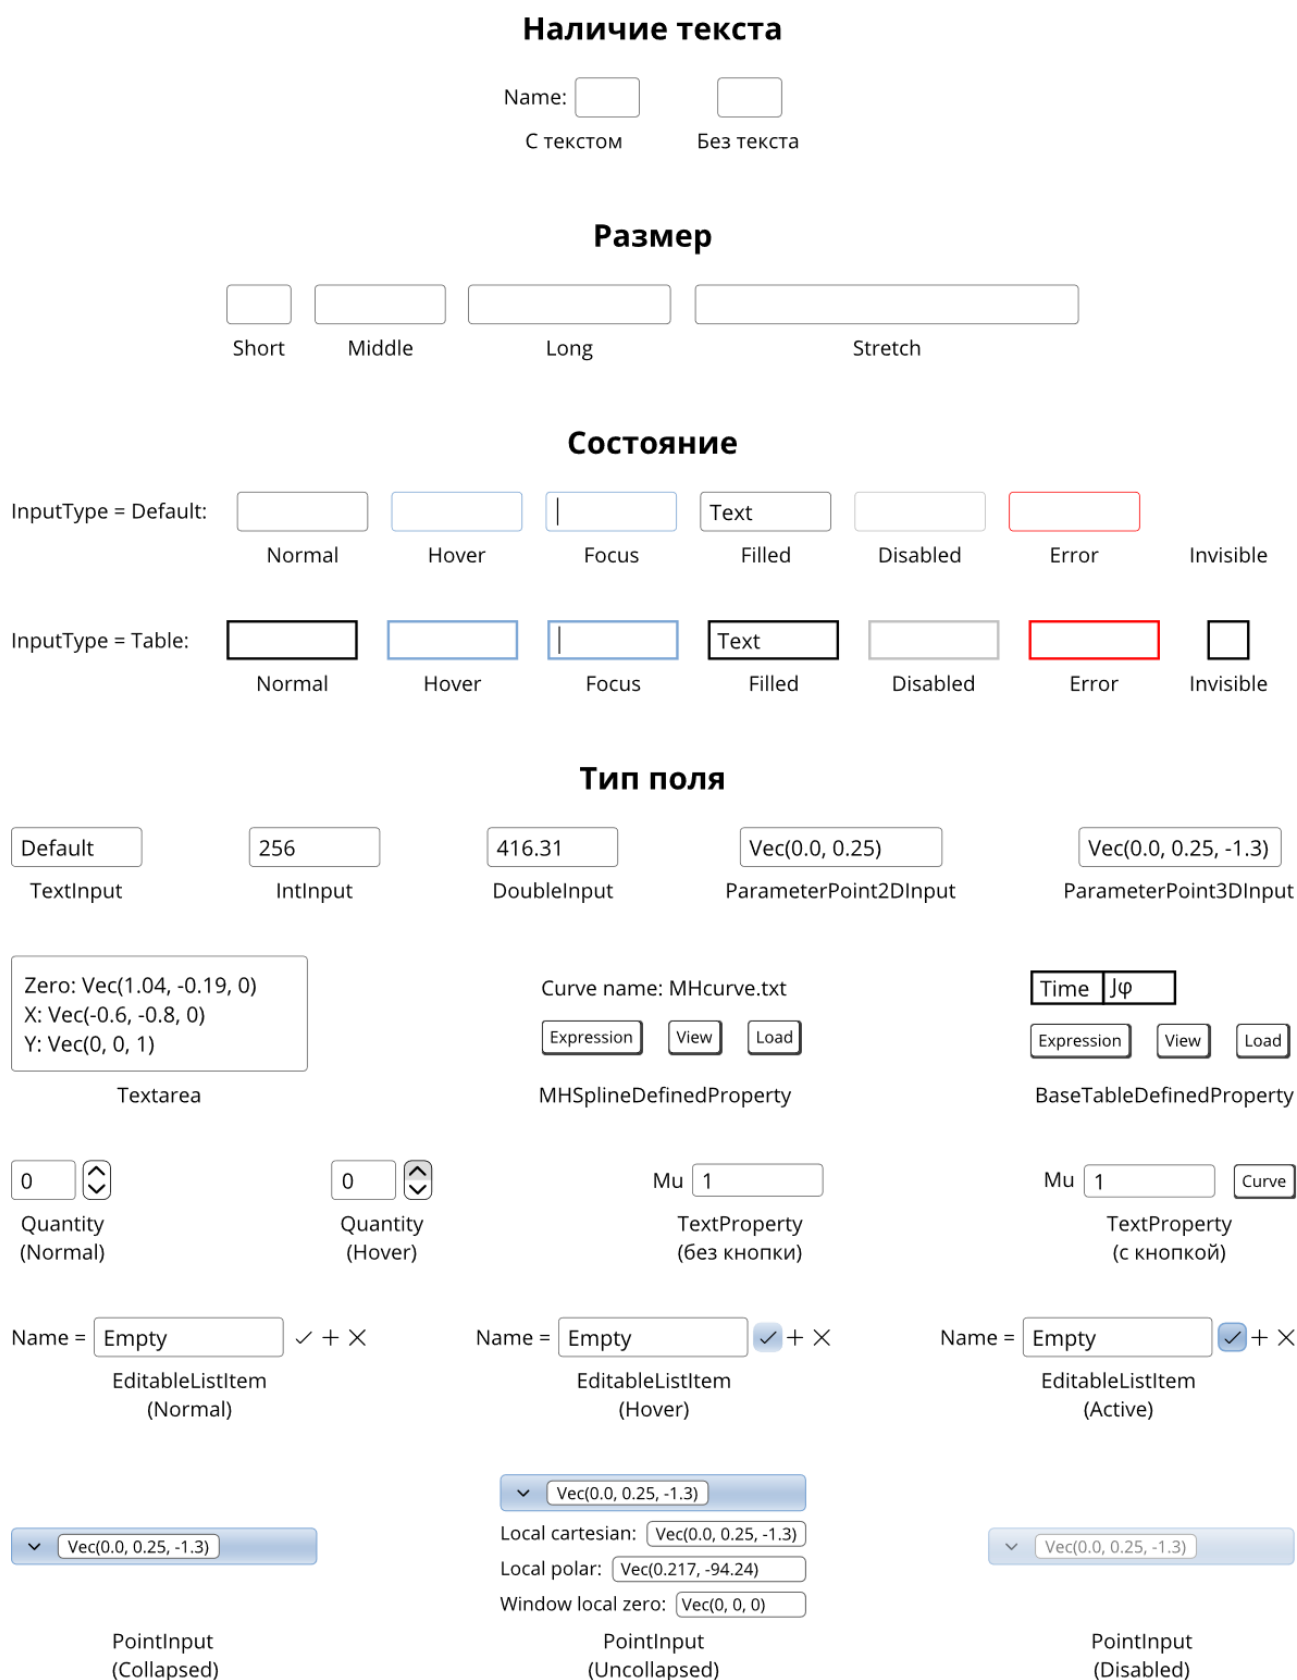 Наличие текста
Name:
С текстом Без текста
Размер
Short Middle Long Stretch
Состояние
InputType = Default: Text
Normal Hover Focus Filled Disabled Error Invisible
InputType = Table: Text
Normal Hover Focus Filled Disabled Error Invisible
Тип поля
Default 256 416.31 Vec(0.0, 0.25) Vec(0.0, 0.25, -1.3)
TextInput IntInput DoubleInput ParameterPoint2DInput ParameterPoint3DInput
Zero: Vec(1.04, -0.19, 0)
X: Vec(-0.6, -0.8, 0)
Y: Vec(0, 0, 1)
Textarea
Curve name: MHcurve.txt
Expression View Load
MHSplineDefinedProperty
Time Jφ
Expression View Load
BaseTableDefinedProperty
0 0 Mu 1 Mu 1 Curve
Quantity Quantity TextProperty TextProperty
(Normal) (Hover) (без кнопки) (с кнопкой)
Name = Empty Name = Empty Name = Empty
EditableListItem EditableListItem EditableListItem
(Normal) (Hover) (Active)
Vec(0.0, 0.25, -1.3)
PointInput
(Collapsed)
Vec(0.0, 0.25, -1.3)
Local cartesian: Vec(0.0, 0.25, -1.3)
Local polar: Vec(0.217, -94.24)
Window local zero: Vec(0, 0, 0)
PointInput
(Uncollapsed)
Vec(0.0, 0.25, -1.3)
PointInput
(Disabled)